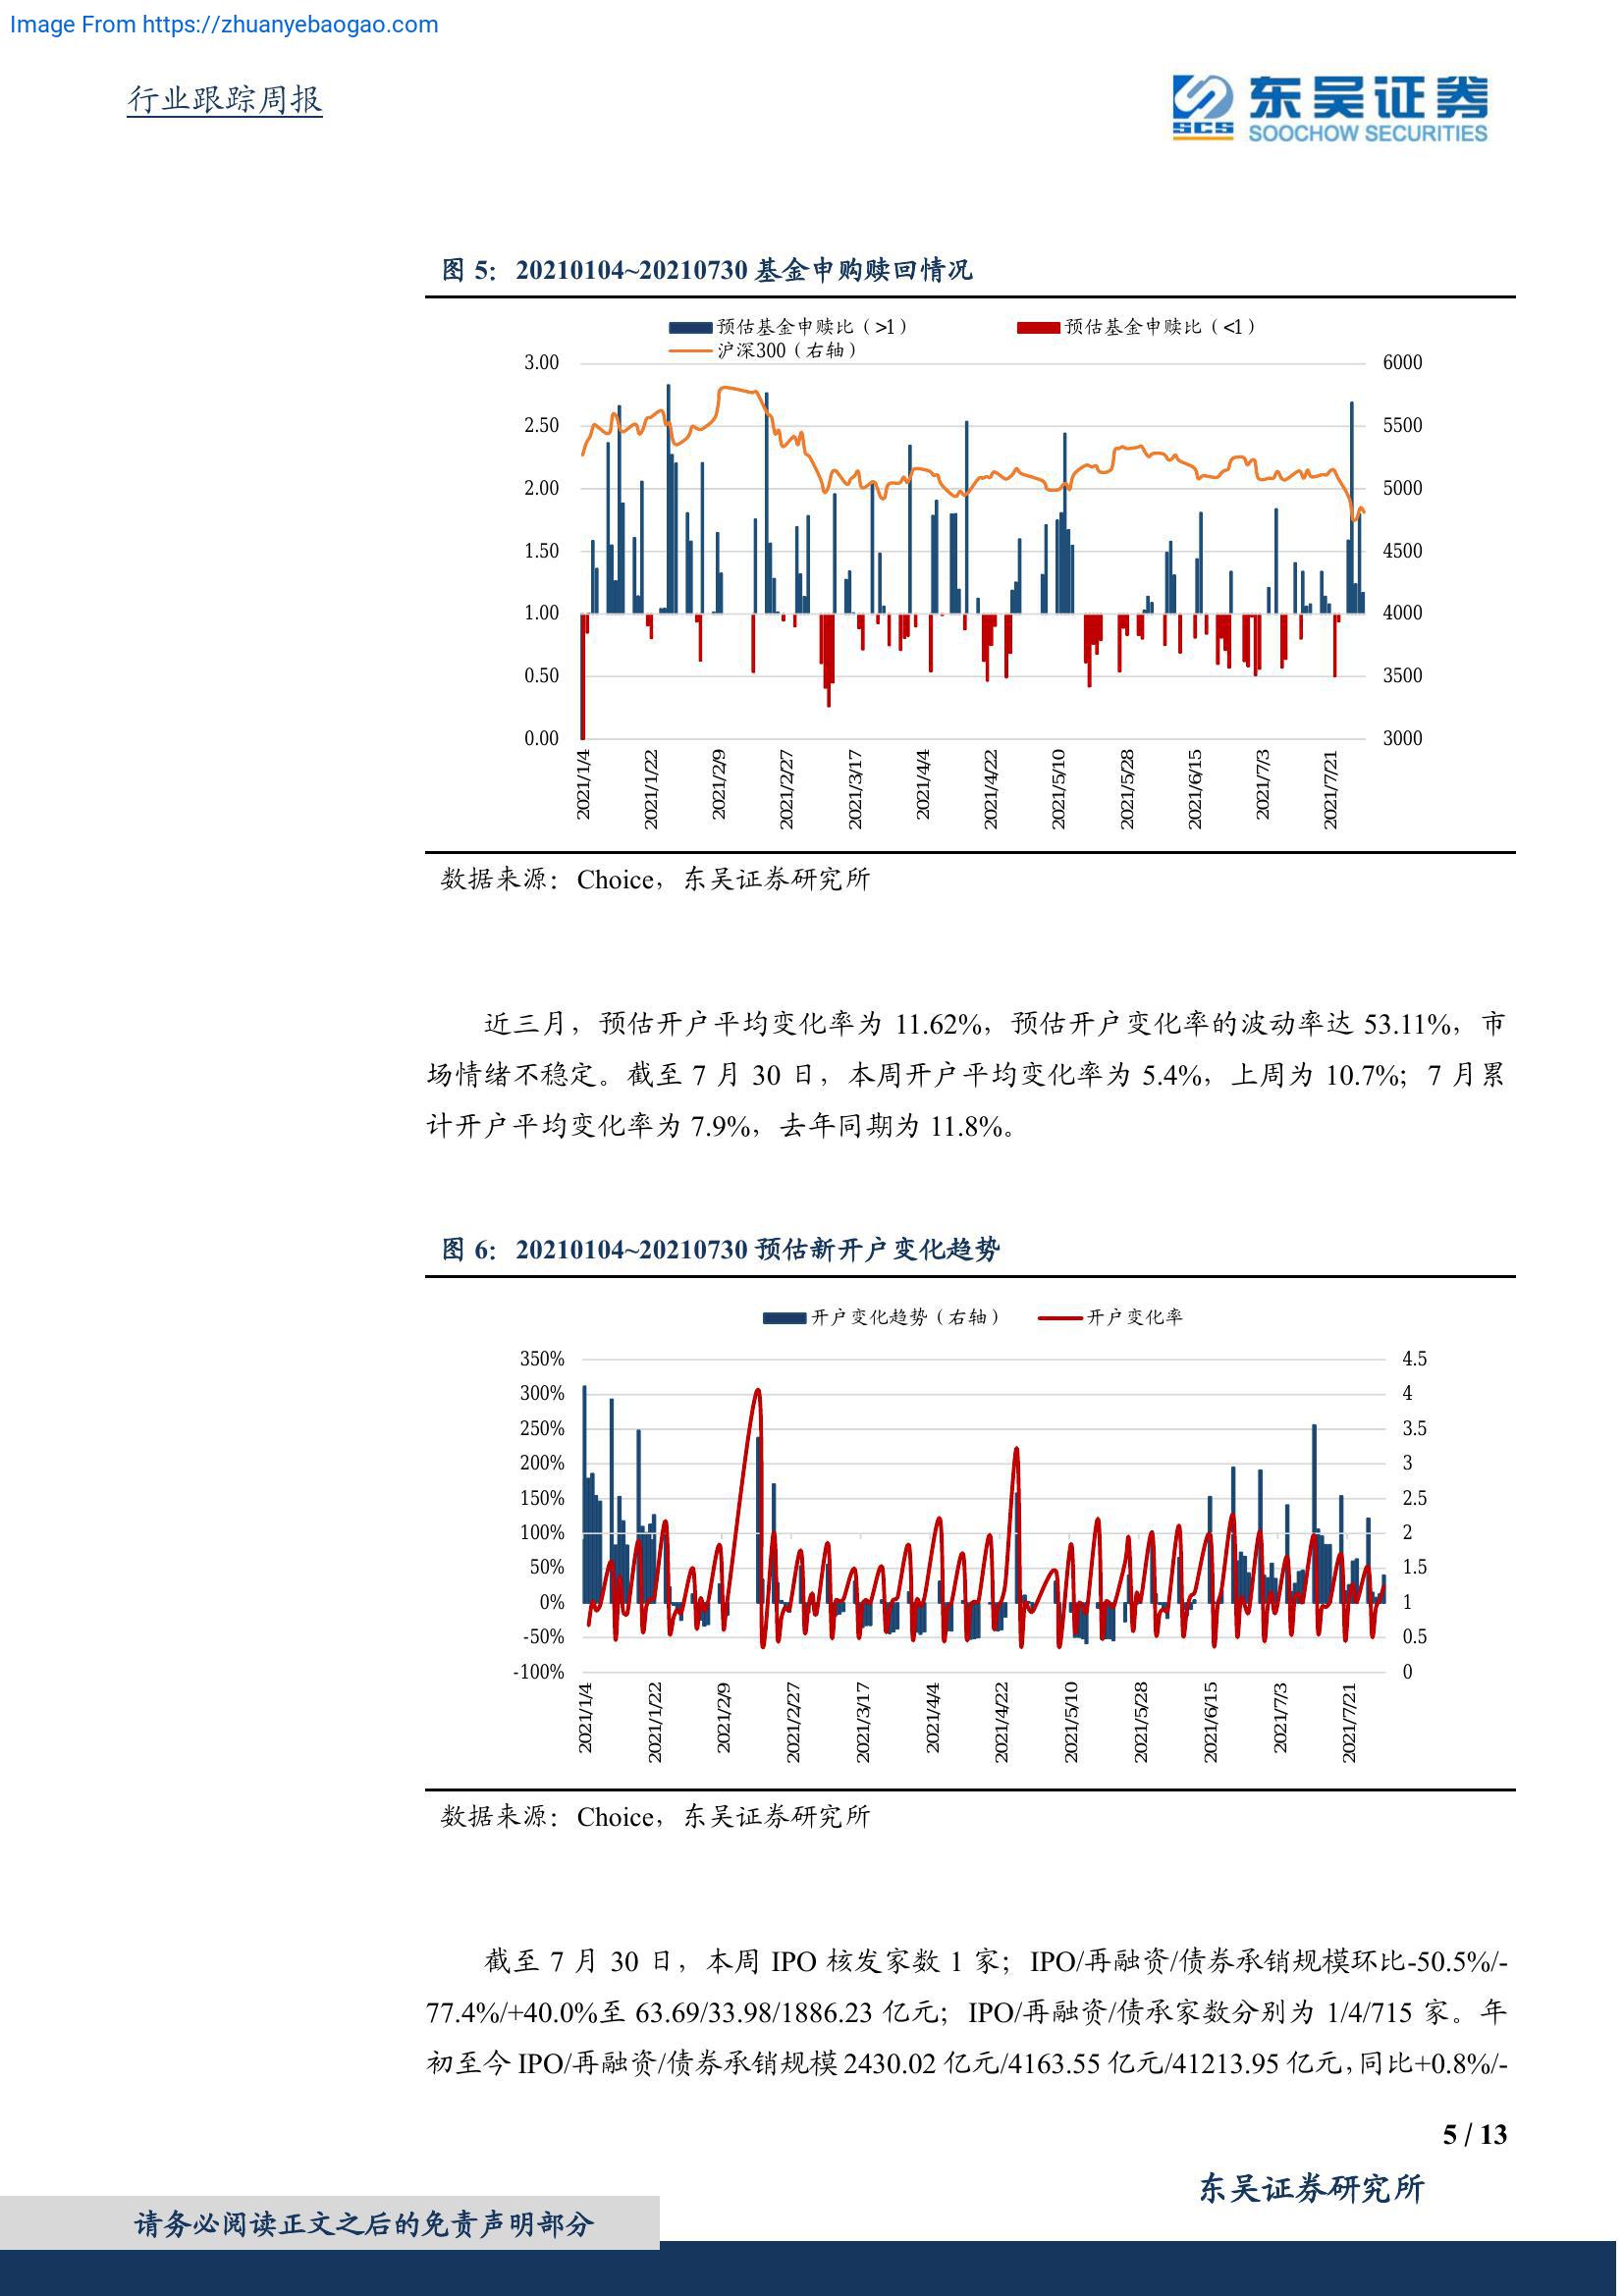 Image From https://zhuanyebaogao.com
行业跟踪周报
SCS
东吴证券
SOOCHOW SECURITIES
图 5： 20210104~20210730 基金申购赎回情况
预估基金申赎比（>1） 预估基金申赎比（<1）
沪深300（右轴）
3.00 6000
2.50 5500
2.00 5000
1.50 4500
1.00 4000
0.50 3500
0.00 3000
2021/1/4 2021/1/22 2021/2/9 2021/2/27 2021/3/17 2021/4/4 2021/4/22 2021/5/10 2021/5/28 2021/6/15 2021/7/3 2021/7/21
数据来源：Choice，东吴证券研究所
近三月，预估开户平均变化率为 11.62%，预估开户变化率的波动率达 53.11%，市
场情绪不稳定。截至 7 月 30 日，本周开户平均变化率为 5.4%，上周为 10.7%；7 月累
计开户平均变化率为 7.9%，去年同期为 11.8%。
图 6： 20210104~20210730 预估新开户变化趋势
开户变化趋势（右轴） 开户变化率
350% 4.5
300% 4
250% 3.5
200% 3
150% 2.5
100% 2
50% 1.5
0% 1
-50% 0.5
-100% 0
2021/1/4 2021/1/22 2021/2/9 2021/2/27 2021/3/17 2021/4/4 2021/4/22 2021/5/10 2021/5/28 2021/6/15 2021/7/3 2021/7/21
数据来源：Choice，东吴证券研究所
截至 7 月 30 日，本周 IPO 核发家数 1 家；IPO/再融资/债券承销规模环比-50.5%/-
77.4%/+40.0%至 63.69/33.98/1886.23 亿元；IPO/再融资/债承家数分别为 1/4/715 家。年
初至今 IPO/再融资/债券承销规模 2430.02 亿元/4163.55 亿元/41213.95 亿元，同比+0.8%/-
5 / 13
东吴证券研究所
请务必阅读正文之后的免责声明部分